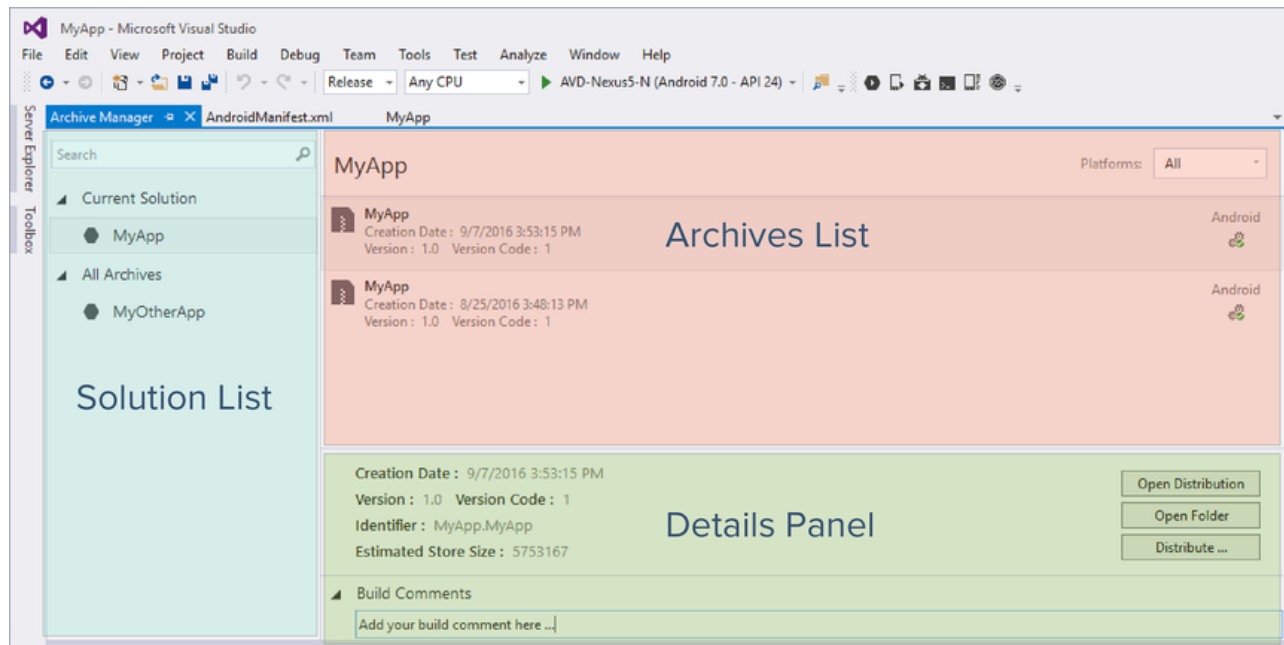 MyApp - Microsoft Visual Studio
File Edit View Project Build Debug Team Tools Test Analyze Window Help
Release Any CPU AVD-Nexus5-N (Android 7.0 - API 24)
Server Explorer
Toolbox
Archive Manager AndroidManifest.xml MyApp
Search
Current Solution
MyApp
All Archives
MyOtherApp
Solution List
MyApp Platforms: All
MyApp Android
Creation Date : 9/7/2016 3:53:15 PM
Version : 1.0 Version Code : 1
Archives List
MyApp Android
Creation Date : 8/25/2016 3:48:13 PM
Version : 1.0 Version Code : 1
Creation Date : 9/7/2016 3:53:15 PM
Version : 1.0 Version Code : 1
Identifier : MyApp.MyApp
Estimated Store Size : 5753167
Details Panel
Open Distribution
Open Folder
Distribute ...
Build Comments
Add your build comment here ...